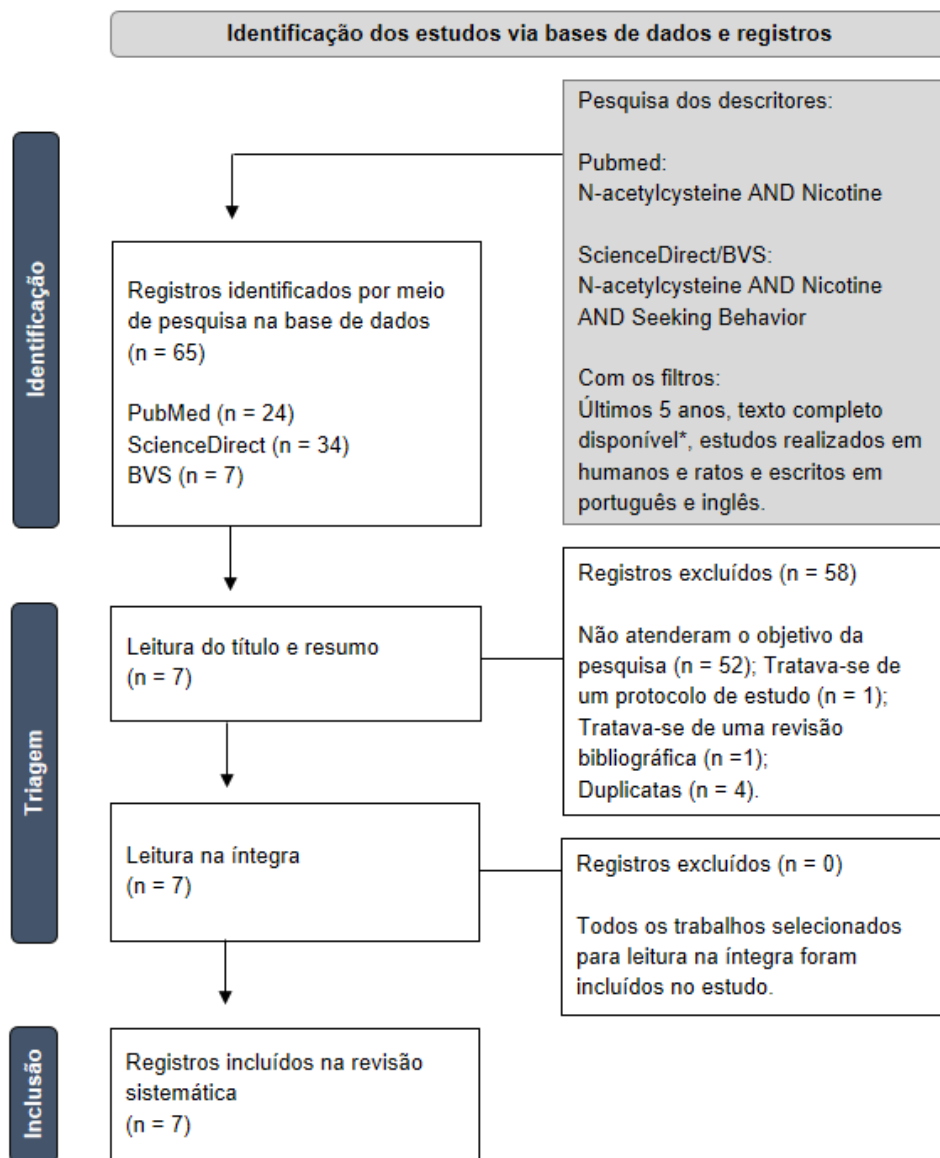 Identificação dos estudos via bases de dados e registros
Identificação
Pesquisa dos descritores:
Pubmed:
N-acetylcysteine AND Nicotine
ScienceDirect/BVS:
N-acetylcysteine AND Nicotine
AND Seeking Behavior
Com os filtros:
Últimos 5 anos, texto completo
disponível*, estudos realizados em
humanos e ratos e escritos em
português e inglês.
Registros identificados por meio
de pesquisa na base de dados
(n = 65)
PubMed (n = 24)
ScienceDirect (n = 34)
BVS (n = 7)
Triagem
Leitura do título e resumo
(n = 7)
Registros excluídos (n = 58)
Não atenderam o objetivo da
pesquisa (n = 52); Tratava-se de
um protocolo de estudo (n = 1);
Tratava-se de uma revisão
bibliográfica (n =1);
Duplicatas (n = 4).
Leitura na íntegra
(n = 7)
Registros excluídos (n = 0)
Todos os trabalhos selecionados
para leitura na íntegra foram
incluídos no estudo.
Inclusão
Registros incluídos na revisão
sistemática
(n = 7)